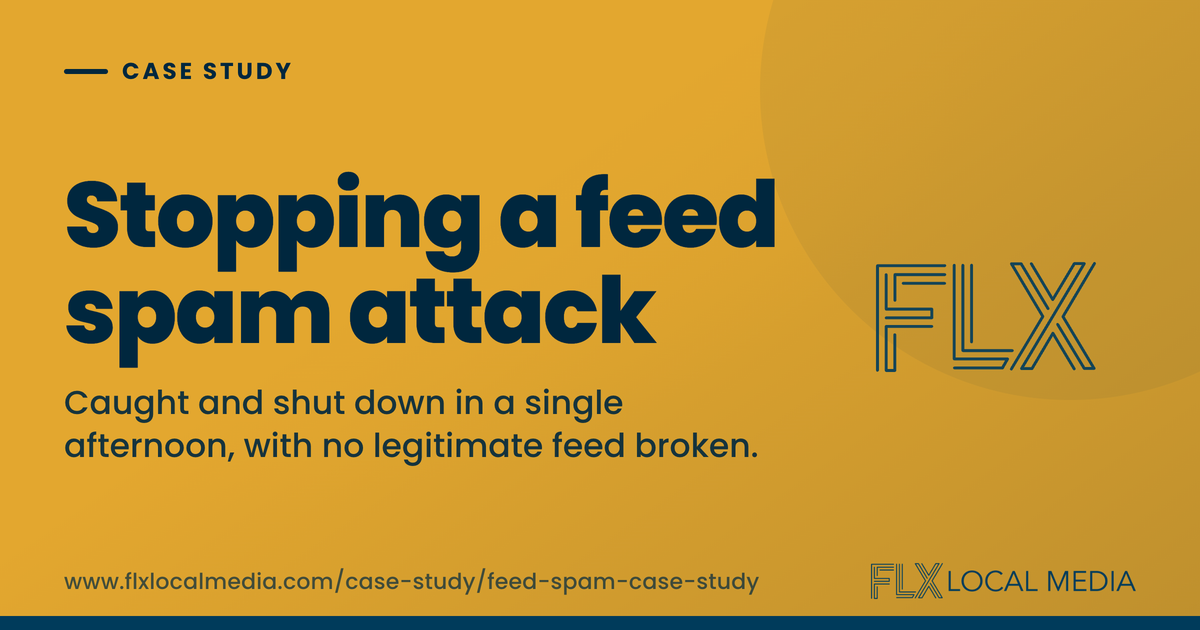 CASE STUDY
Stopping a feed
spam attack
FLX
Caught and shut down in a single
afternoon, with no legitimate feed broken.
www.flxlocalmedia.com/case-study/feed-spam-case-study
FLX LOCAL MEDIA